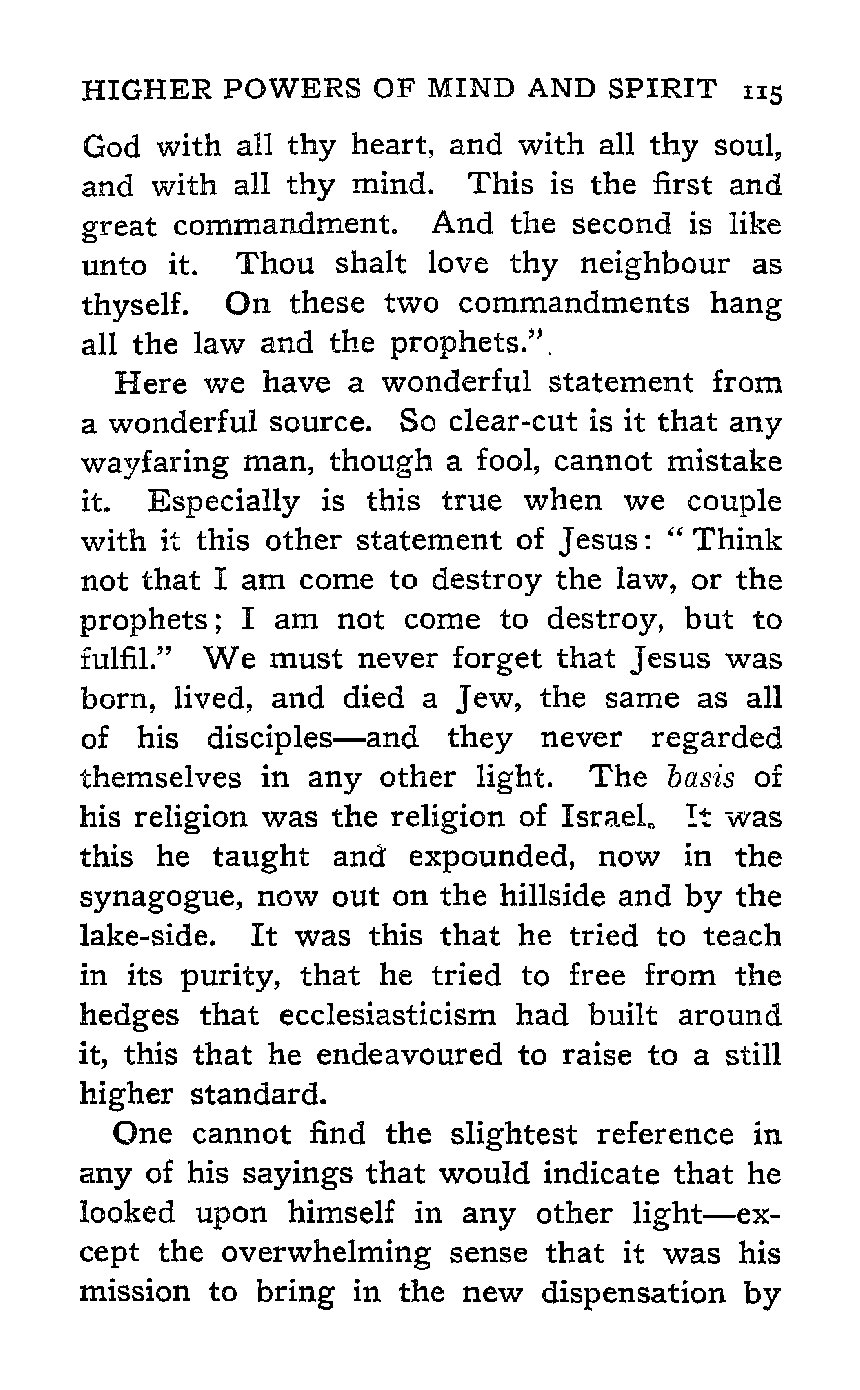 HIGHER POWERS OF MIND AND SPIRIT 115
God with all thy heart, and with all thy soul,
and with all thy mind. This is the first and
great commandment. And the second is like
unto it. Thou shalt love thy neighbour as
thyself. On these two commandments hang
all the law and the prophets.”.
Here we have a wonderful statement from
a wonderful source. So clear-cut is it that any
wayfaring man, though a fool, cannot mistake
it. Especially is this true when we couple
with it this other statement of Jesus: “ Think
not that I am come to destroy the law, or the
prophets; I am not come to destroy, but to
fulfil.” We must never forget that Jesus was
born, lived, and died a Jew, the same as all
of his disciples—and they never regarded
themselves in any other light. The basis of
his religion was the religion of Israel. It was
this he taught and expounded, now in the
synagogue, now out on the hillside and by the
lake-side. It was this that he tried to teach
in its purity, that he tried to free from the
hedges that ecclesiasticism had built around
it, this that he endeavoured to raise to a still
higher standard.
One cannot find the slightest reference in
any of his sayings that would indicate that he
looked upon himself in any other light—ex-
cept the overwhelming sense that it was his
mission to bring in the new dispensation by